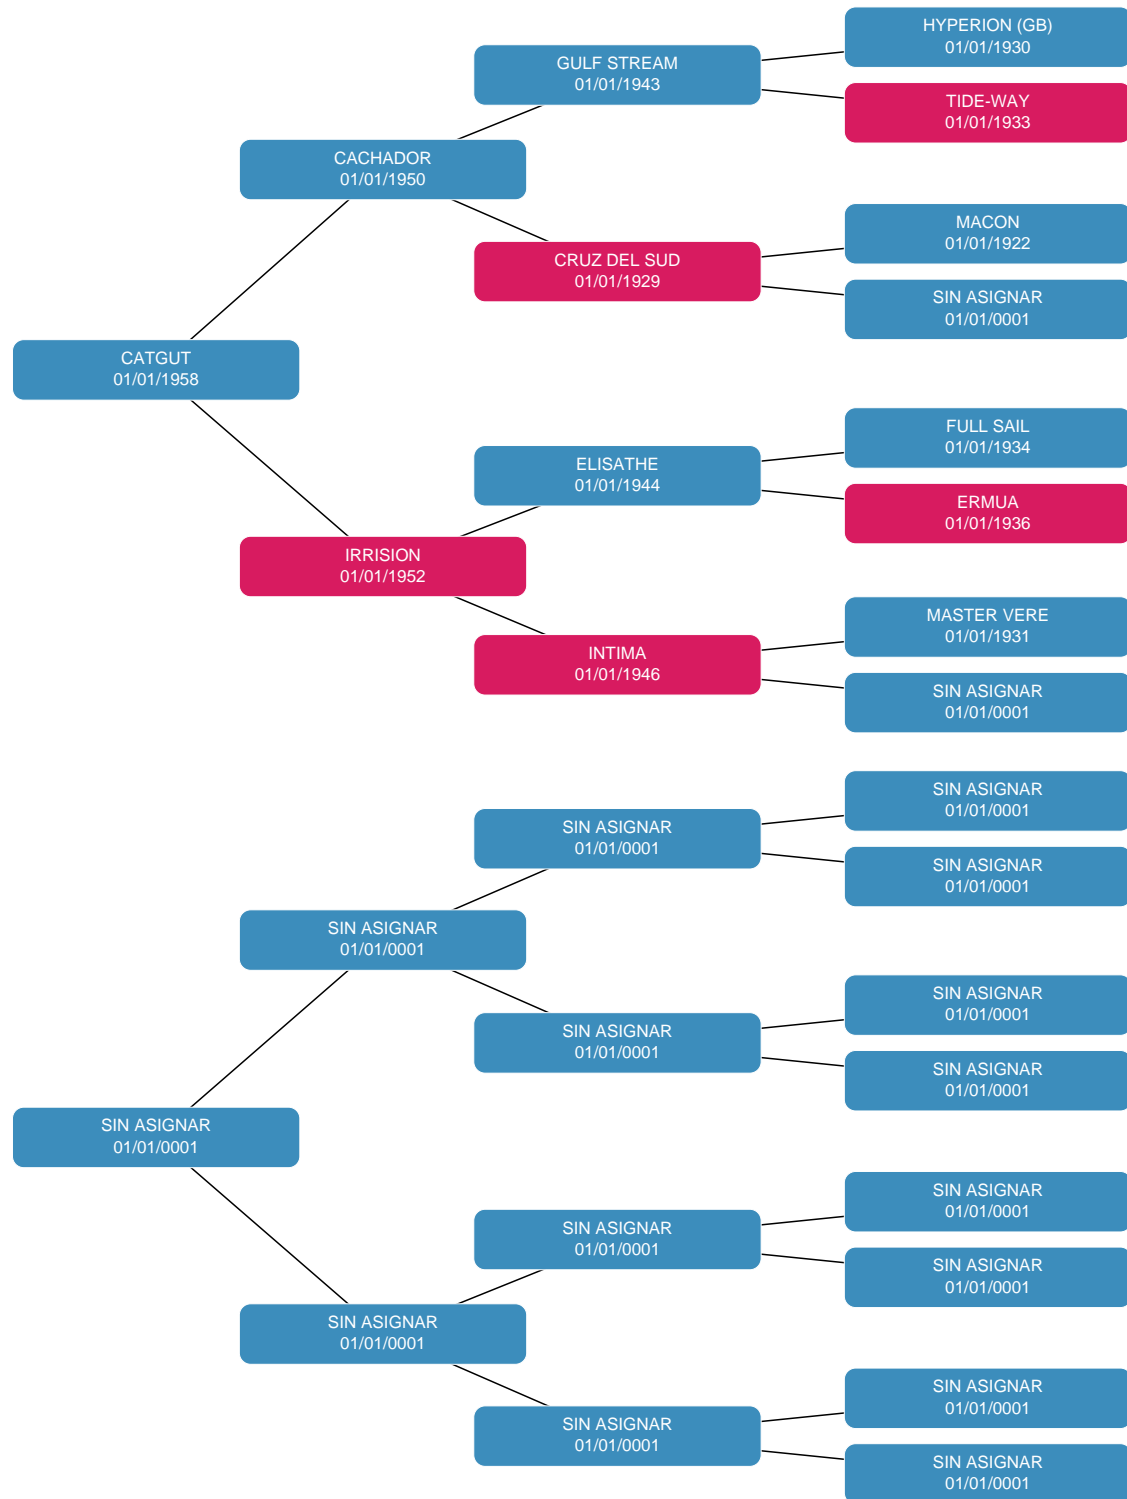 HYPERION (GB)
01/01/1930
GULF STREAM
01/01/1943
TIDE-WAY
01/01/1933
CACHADOR
01/01/1950
MACON
01/01/1922
CRUZ DEL SUD
01/01/1929
SIN ASIGNAR
01/01/0001
CATGUT
01/01/1958
FULL SAIL
01/01/1934
ELISATHE
01/01/1944
ERMUA
01/01/1936
IRRISION
01/01/1952
MASTER VERE
01/01/1931
INTIMA
01/01/1946
SIN ASIGNAR
01/01/0001
SIN ASIGNAR
01/01/0001
SIN ASIGNAR
01/01/0001
SIN ASIGNAR
01/01/0001
SIN ASIGNAR
01/01/0001
SIN ASIGNAR
01/01/0001
SIN ASIGNAR
01/01/0001
SIN ASIGNAR
01/01/0001
SIN ASIGNAR
01/01/0001
SIN ASIGNAR
01/01/0001
SIN ASIGNAR
01/01/0001
SIN ASIGNAR
01/01/0001
SIN ASIGNAR
01/01/0001
SIN ASIGNAR
01/01/0001
SIN ASIGNAR
01/01/0001
SIN ASIGNAR
01/01/0001
SIN ASIGNAR
01/01/0001